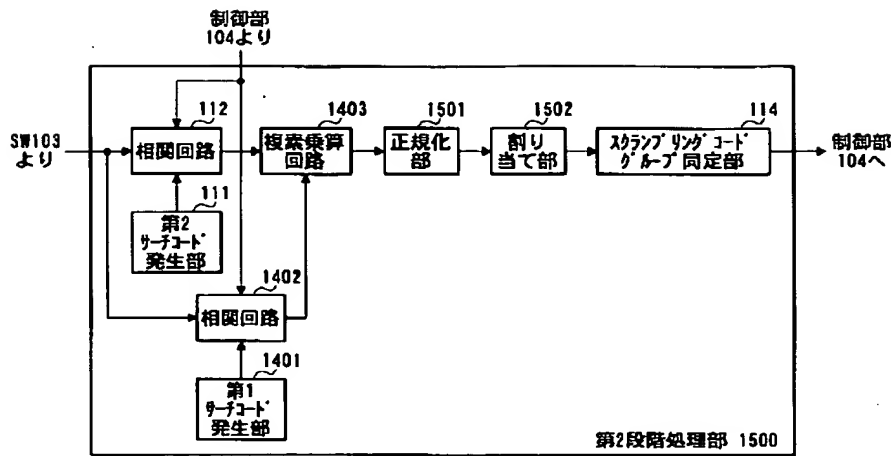 制御部
104より
SW103
より
112
相関回路
1403
複素乗算
回路
1501
正規化
部
1502
割り
当て部
114
スクランブリングコード
グループ同定部
制御部
104へ
111
第2
サーチコード
発生部
1402
相関回路
1401
第1
サーチコード
発生部
第2段階処理部 1500